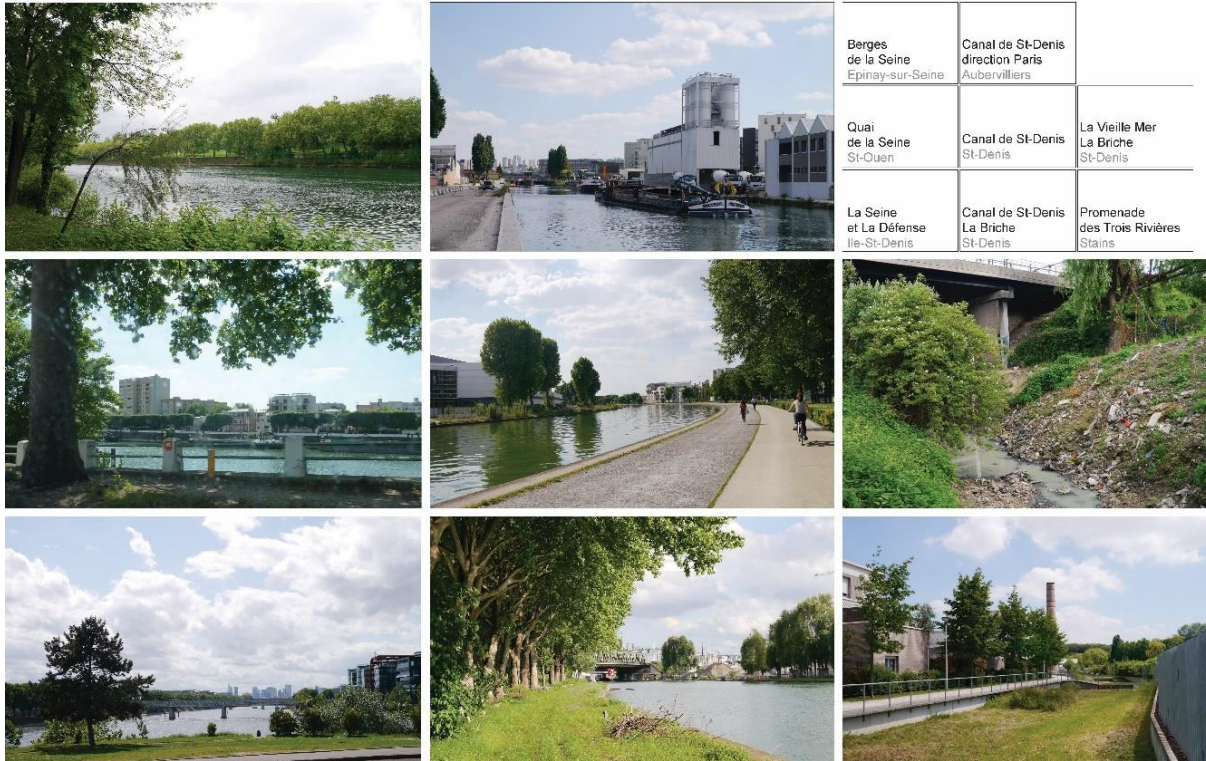 Berges
de la Seine
Epinay-sur-Seine
Canal de St-Denis
direction Paris
Aubervilliers
Quai
de la Seine
St-Ouen
Canal de St-Denis
St-Denis
La Vieille Mer
La Briche
St-Denis
La Seine
et La Défense
Ile-St-Denis
Canal de St-Denis
La Briche
St-Denis
Promenade
des Trois Rivières
Stains